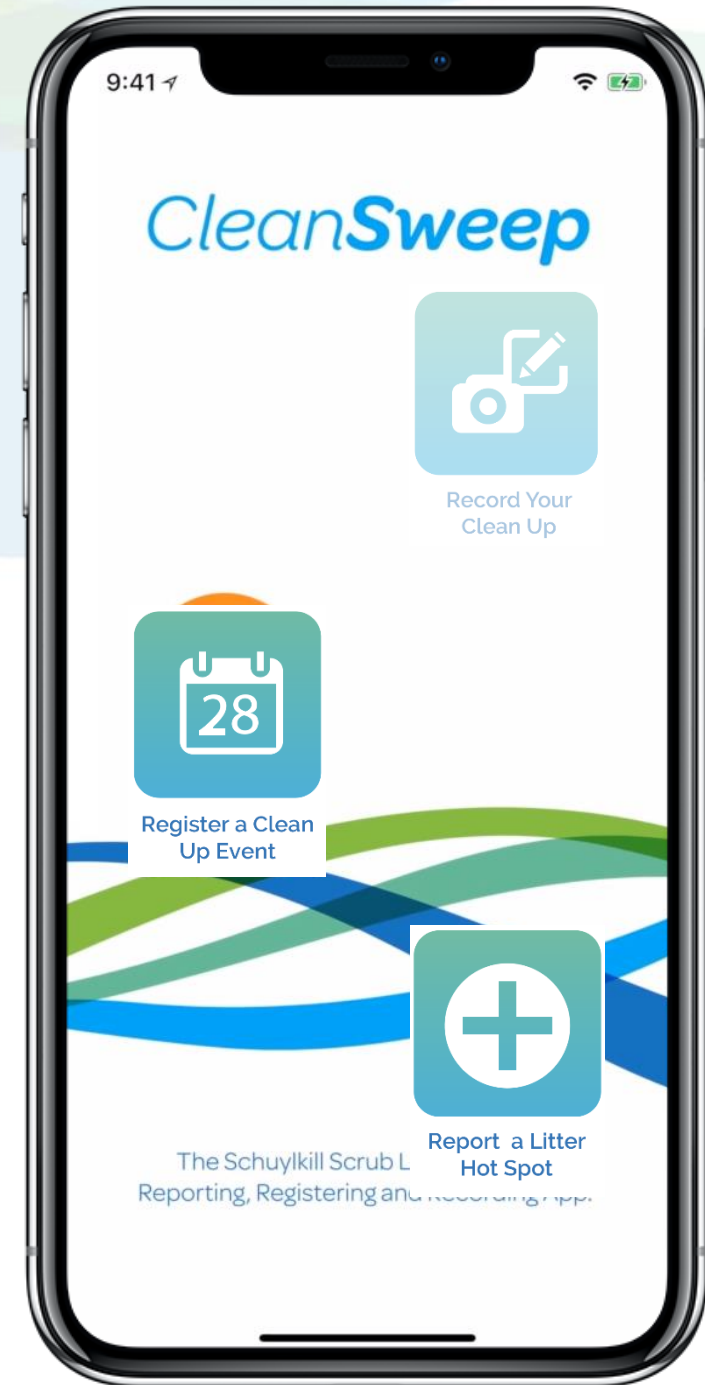 9:41
CleanSweep
Record Your
Clean Up
28
Register a Clean
Up Event
Report a Litter
Hot Spot
The Schuylkill Scrub
Reporting, Registering and App.